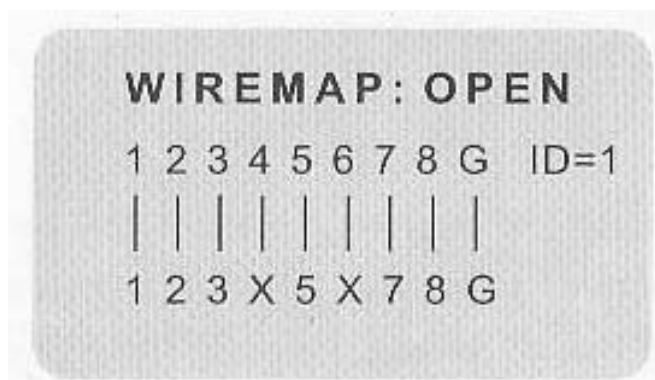 WIREMAP: OPEN
1 2 3 4 5 6 7 8 G ID=1
| | | | | | | | |
1 2 3 X 5 X 7 8 G